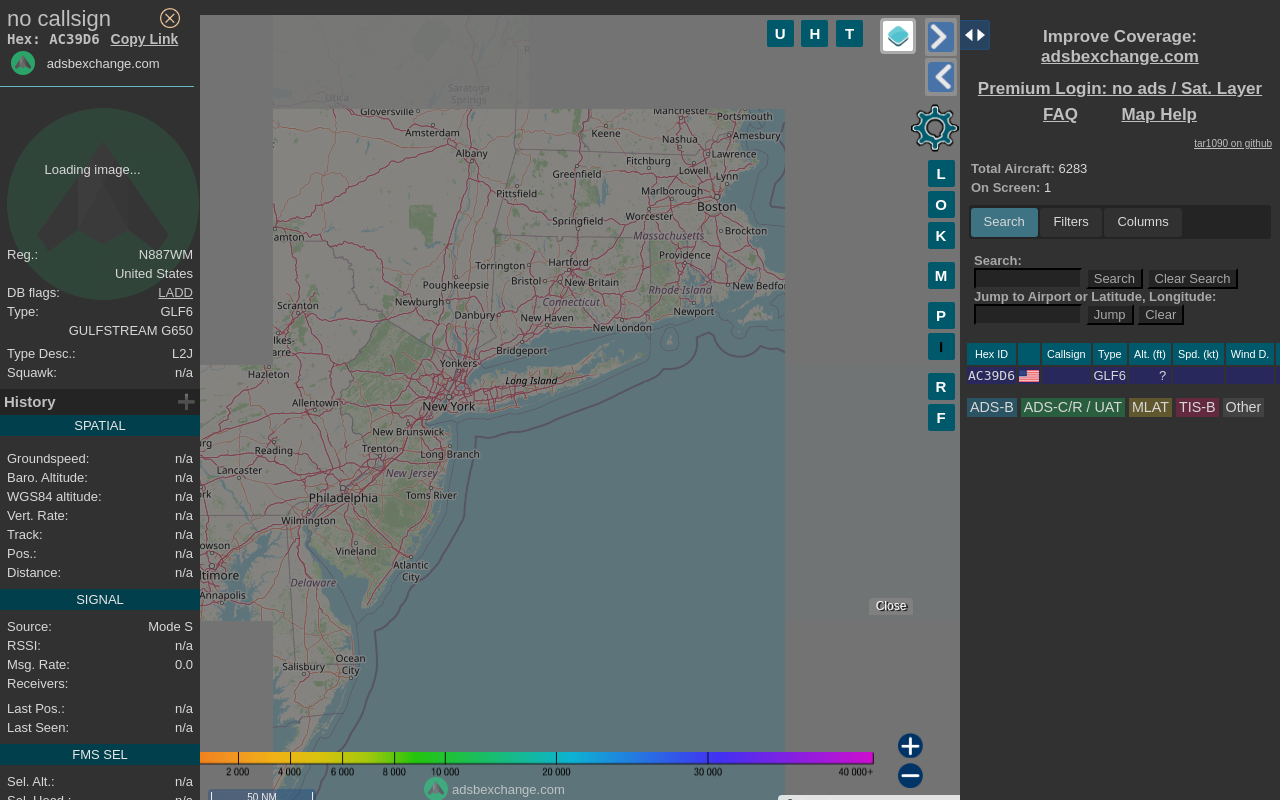 no callsign
Hex: AC39D6 Copy Link
adsbexchange.com
Loading image...
Reg.: N887WM
United States
DB flags: LADD
Type: GLF6
GULFSTREAM G650
Type Desc.: L2J
Squawk: n/a
History
SPATIAL
Groundspeed: n/a
Baro. Altitude: n/a
WGS84 altitude: n/a
Vert. Rate: n/a
Track: n/a
Pos.: n/a
Distance: n/a
SIGNAL
Source: Mode S
RSSI: n/a
Msg. Rate: 0.0
Receivers:
Last Pos.: n/a
Last Seen: n/a
FMS SEL
Sel. Alt.: n/a
Sel. Head.: n/a
U H T
L
O
K
M
P
I
R
F
Utica
Saratoga
Springs
Gloversville
Amsterdam
Albany
Manchester
Portsmouth
Keene
Nashua
Amesbury
Fitchburg
Lawrence
Lowell
Lynn
Greenfield
Pittsfield
Marlborough
Boston
Worcester
Springfield
Massachusetts
Brockton
amton
Providence
Torrington
Hartford
Bristol
New Britain
Poughkeepsie
Rhode Island
New Bedfor
Newburgh
Connecticut
Scranton
Danbury
New Haven
Newport
New London
lkes-
arre
Bridgeport
Yonkers
Hazleton
Long Island
Allentown
New York
New Brunswick
Reading
Trenton
Long Branch
Lancaster
New Jersey
Philadelphia
Toms River
Wilmington
Vineland
Atlantic
City
ltimore
Delaware
Annapolis
Ocean
City
Salisbury
Close
2 000 4 000 6 000 8 000 10 000 20 000 30 000 40 000+
adsbexchange.com
50 NM
Improve Coverage:
adsbexchange.com
Premium Login: no ads / Sat. Layer
FAQ Map Help
tar1090 on github
Total Aircraft: 6283
On Screen: 1
Search Filters Columns
Search:
Search Clear Search
Jump to Airport or Latitude, Longitude:
Jump Clear
Hex ID Callsign Type Alt. (ft) Spd. (kt) Wind D.
AC39D6 GLF6 ?
ADS-B ADS-C/R / UAT MLAT TIS-B Other